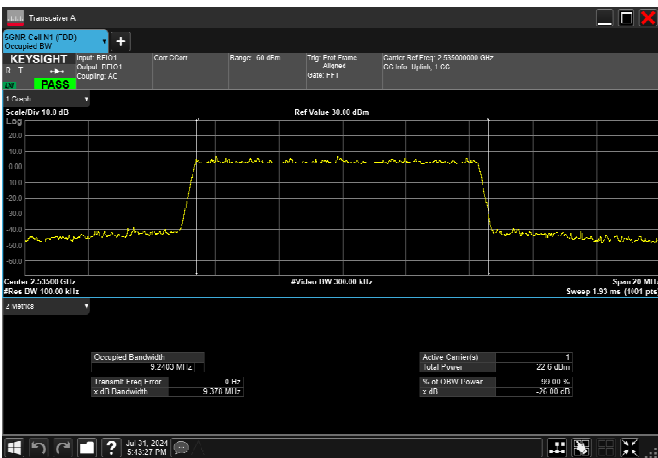 Transceiver A
5GNR Cell N1 (FDD)
Occupied BW
+
KEYSIGHT
Input: RFIO1
Output: RFIO1
Coupling: AC
Corr CCorr
Range: -60 dBm
Trig: Prot Frame
Aligned
Gate: FFT
Carrier Ref Freq: 2.535000000 GHz
CC Info: Uplink, 1 CC
R T
PASS
1 Graph
Scale/Div 10.0 dB
Ref Value 30.00 dBm
Log
20.0
10.0
0.00
-10.0
-20.0
-30.0
-40.0
-50.0
-60.0
Center 2.53500 GHz
#Video BW 300.00 kHz
Span 20 MHz
#Res BW 100.00 kHz
Sweep 1.93 ms (1001 pts)
2 Metrics
Occupied Bandwidth
9.2403 MHz
Transmit Freq Error 0 Hz
x dB Bandwidth 9.378 MHz
Active Carrier(s) 1
Total Power 22.6 dBm
% of OBW Power 99.00 %
x dB -26.00 dB
?
Jul 31, 2024
5:43:27 PM